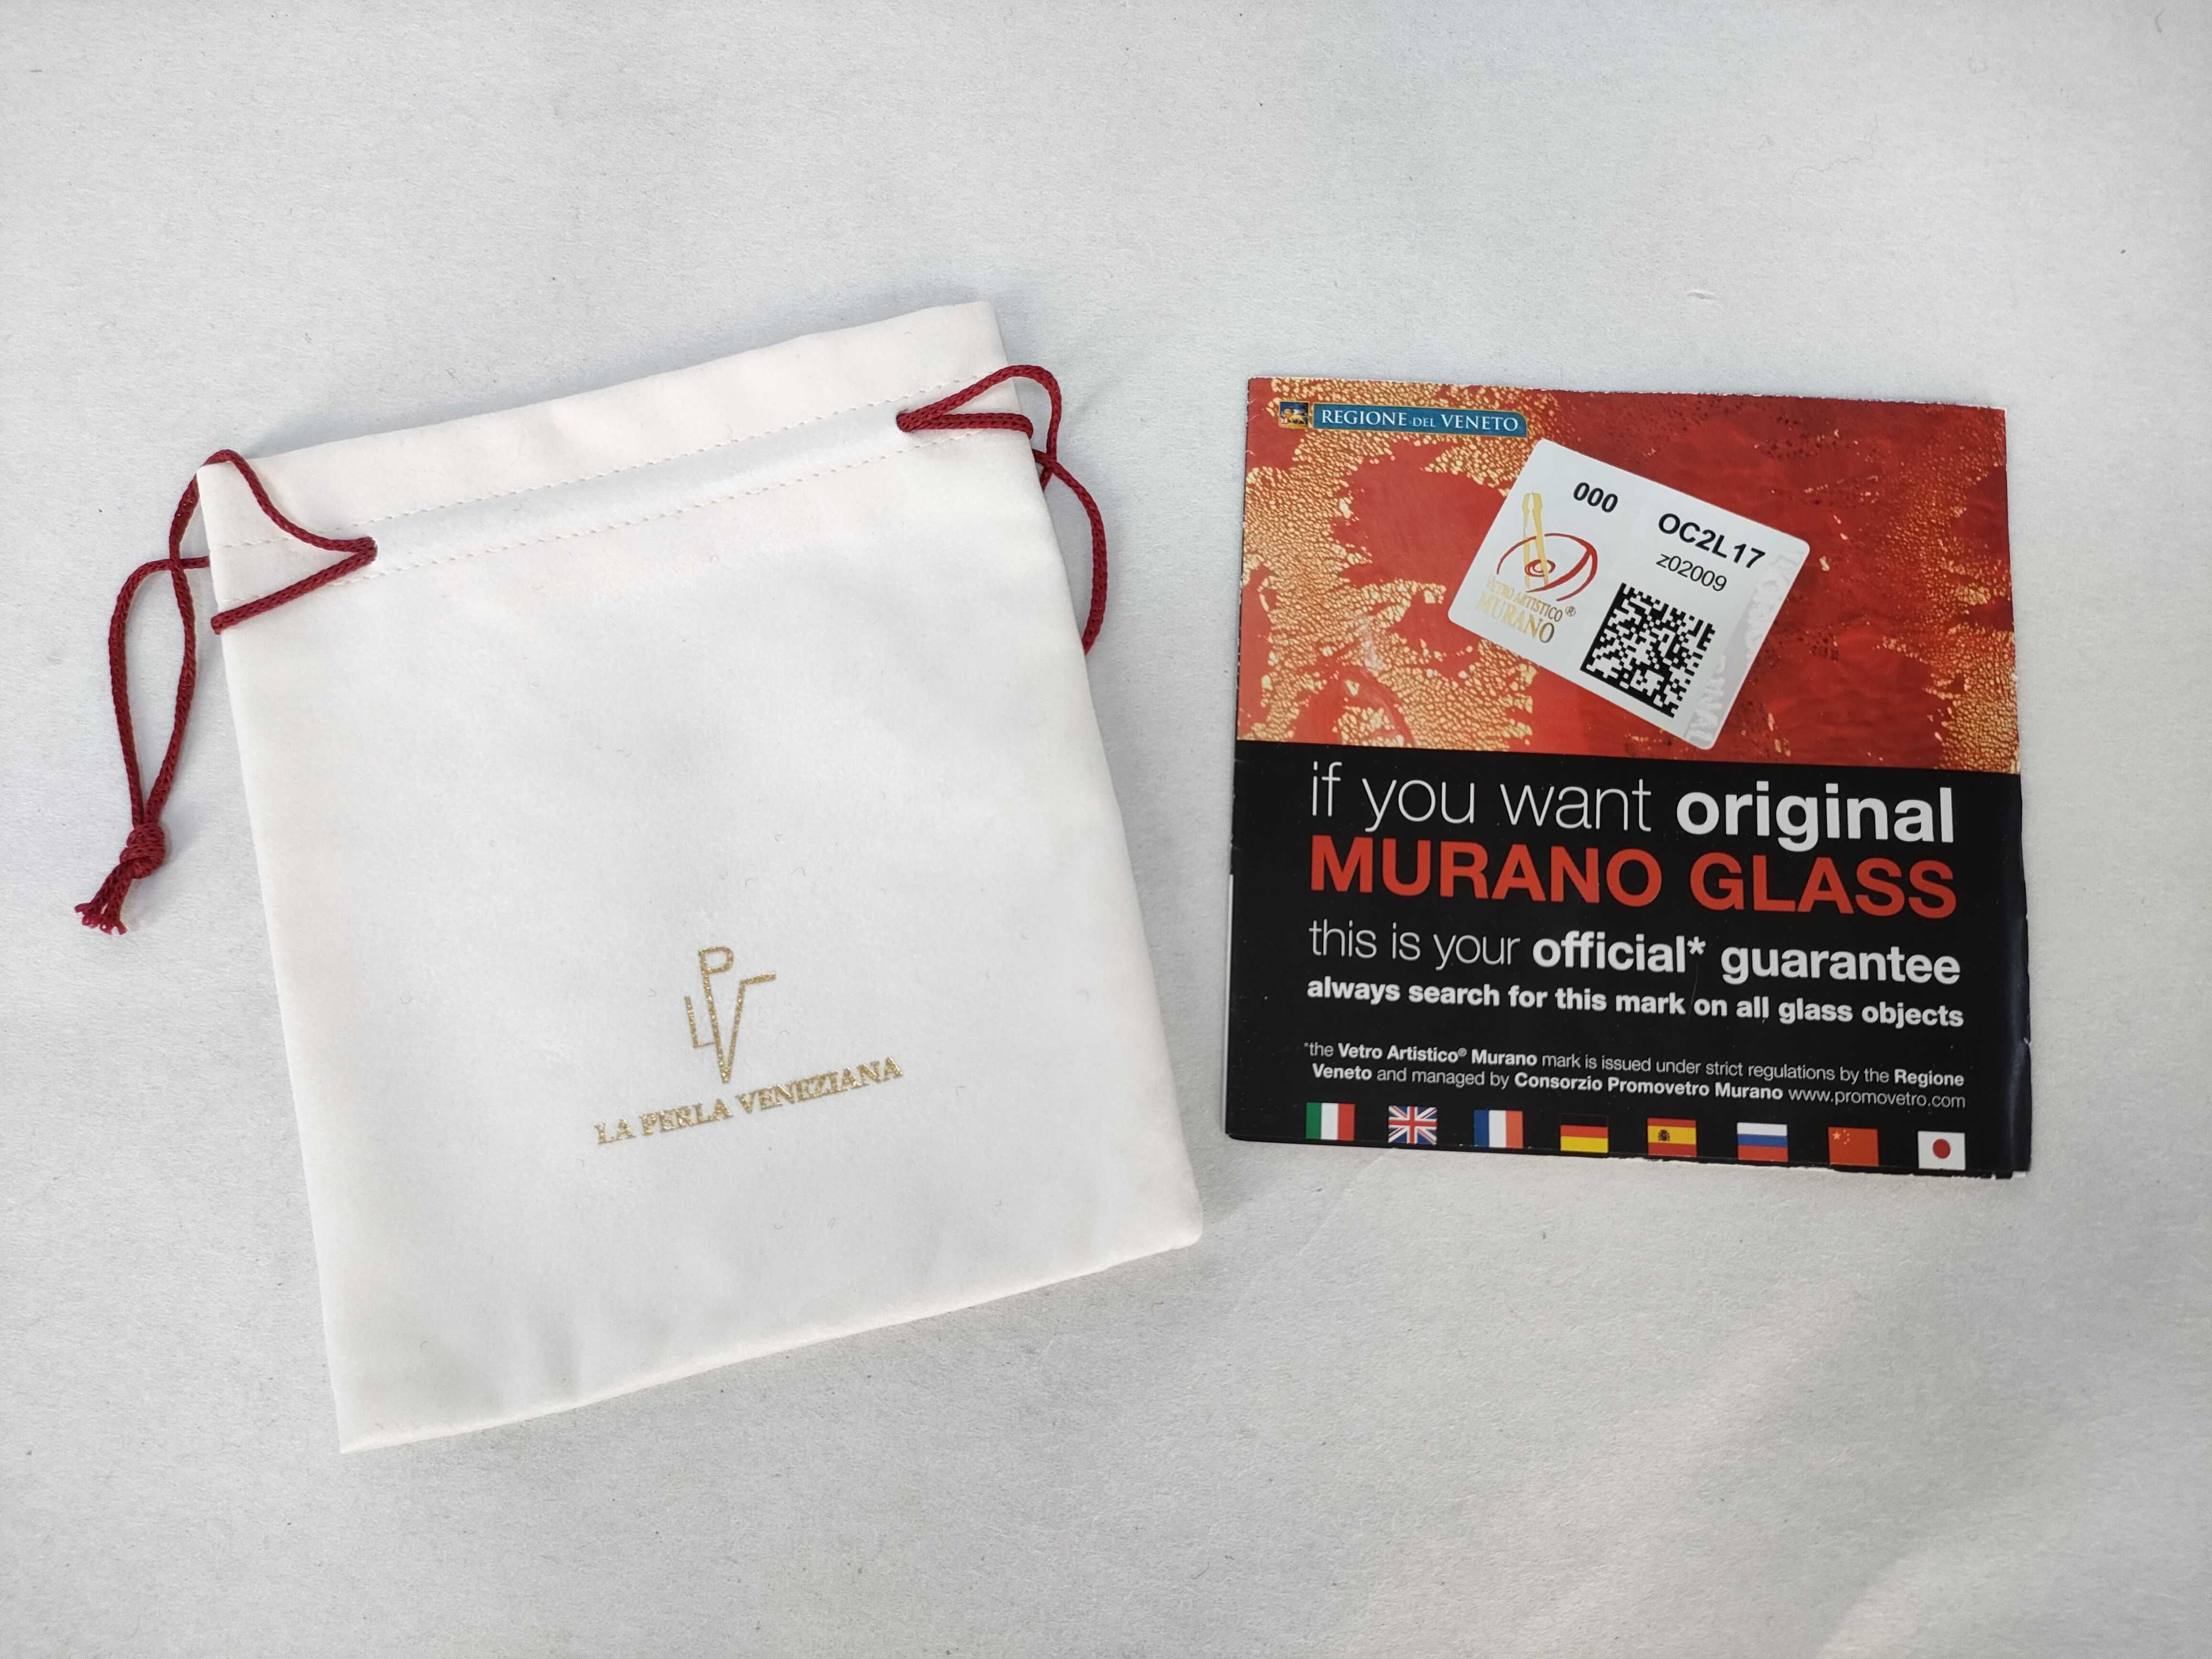 LPV
LA PERLA VENEZIANA
REGIONE DEL VENETO
000 OC2L17
z02009
VETRO ARTISTICO®
MURANO
if you want original
MURANO GLASS
this is your official* guarantee
always search for this mark on all glass objects
*the Vetro Artistico® Murano mark is issued under strict regulations by the Regione
Veneto and managed by Consorzio Promovetro Murano www.promovetro.com